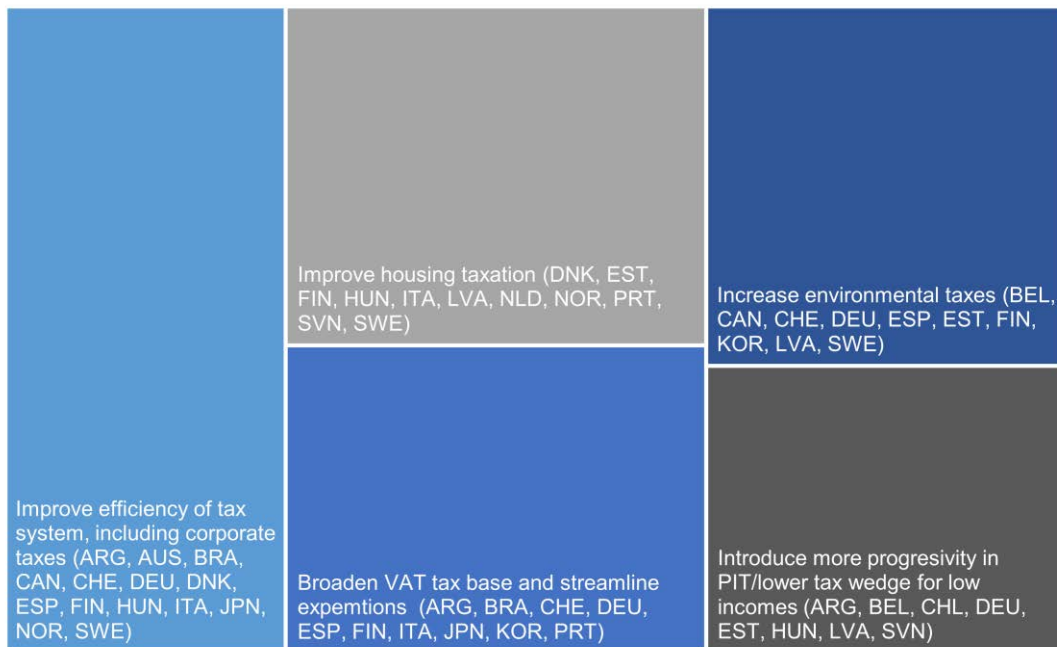 Improve efficiency of tax
system, including corporate
taxes (ARG, AUS, BRA,
CAN, CHE, DEU, DNK,
ESP, FIN, HUN, ITA, JPN,
NOR, SWE)
Improve housing taxation (DNK, EST,
FIN, HUN, ITA, LVA, NLD, NOR, PRT,
SVN, SWE)
Broaden VAT tax base and streamline
expemtions (ARG, BRA, CHE, DEU,
ESP, FIN, ITA, JPN, KOR, PRT)
Increase environmental taxes (BEL,
CAN, CHE, DEU, ESP, EST, FIN,
KOR, LVA, SWE)
Introduce more progresivity in
PIT/lower tax wedge for low
incomes (ARG, BEL, CHL, DEU,
EST, HUN, LVA, SVN)